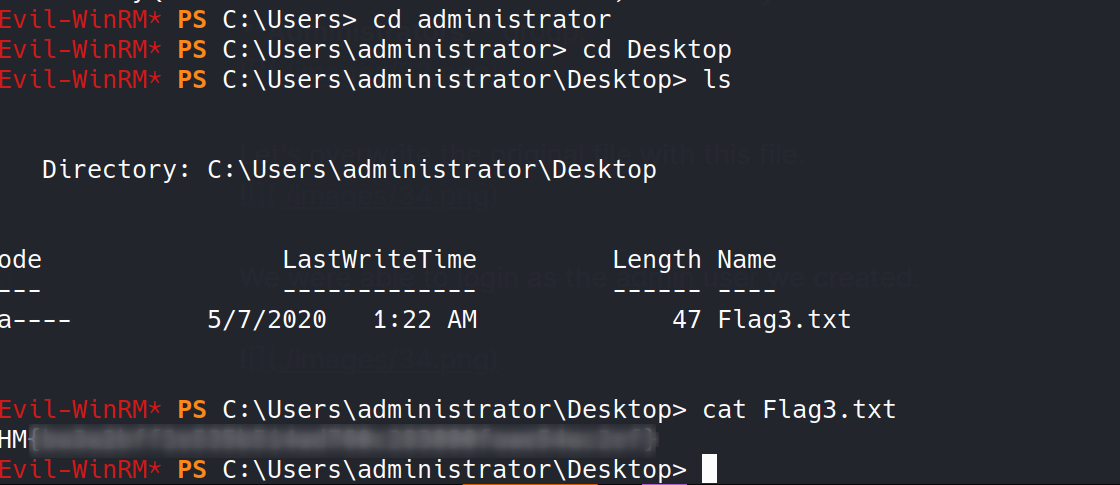 Evil-WinRM* PS C:\Users> cd administrator
Evil-WinRM* PS C:\Users\administrator> cd Desktop
Evil-WinRM* PS C:\Users\administrator\Desktop> ls
Directory: C:\Users\administrator\Desktop
ode LastWriteTime Length Name
--- ------------- ------ ----
a---- 5/7/2020 1:22 AM 47 Flag3.txt
Evil-WinRM* PS C:\Users\administrator\Desktop> cat Flag3.txt
HM{
Evil-WinRM* PS C:\Users\administrator\Desktop>